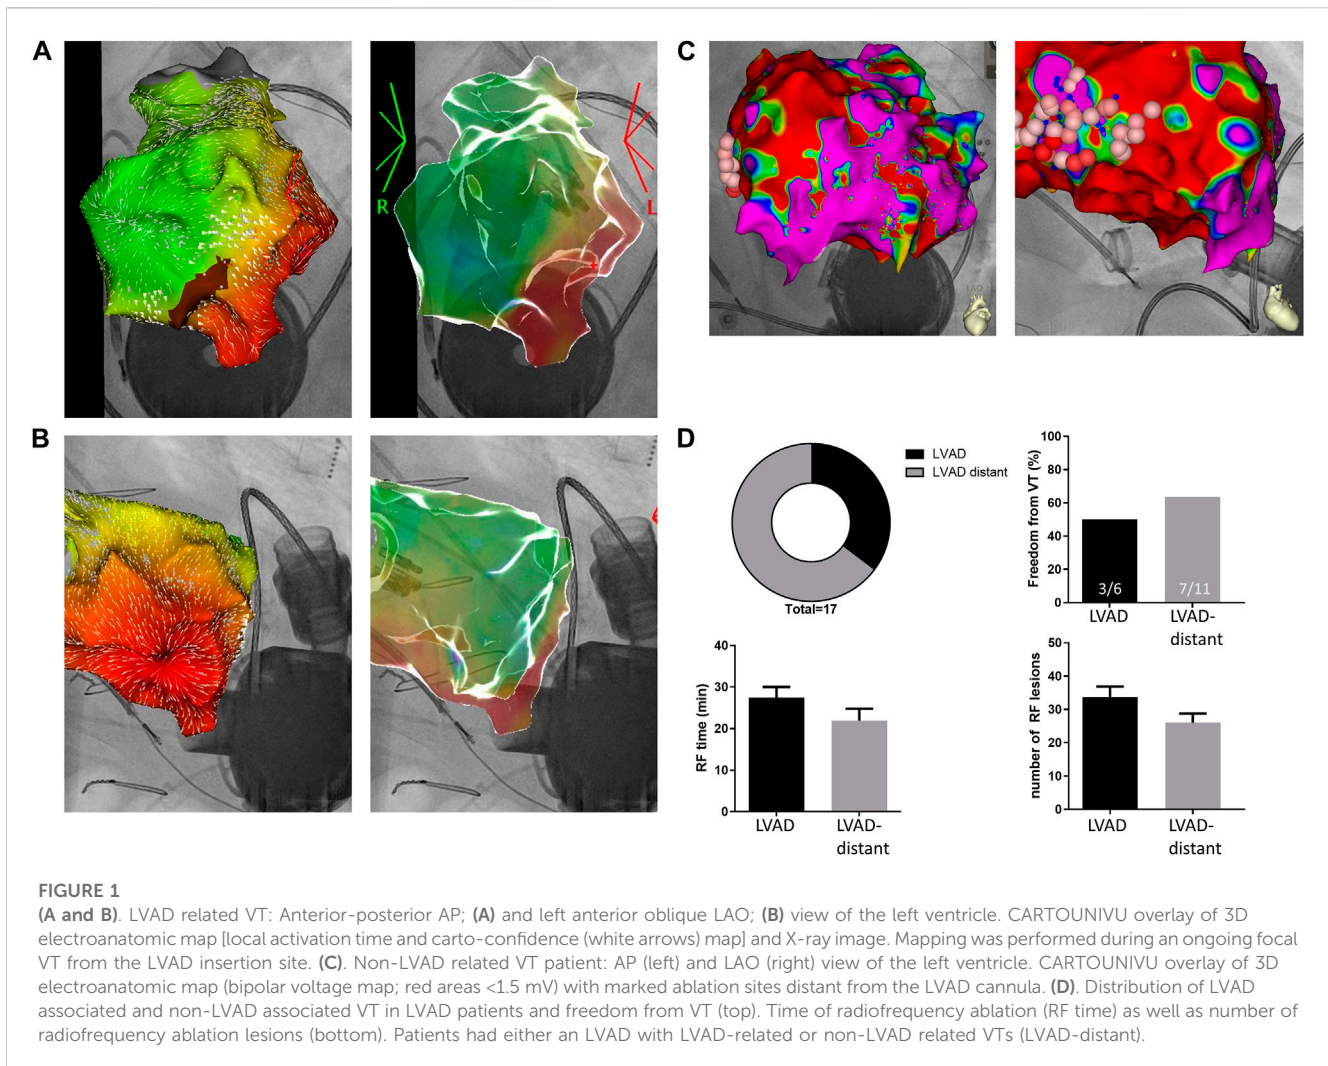 A
R
L
C
LAO
B
D
LVAD
LVAD distant
Total=17
Freedom from VT (%)
100
80
60
40
20
0
3/6
7/11
LVAD
LVAD-
distant
RF time (min)
40
30
20
10
0
LVAD
LVAD-
distant
number of RF lesions
50
40
30
20
10
0
LVAD
LVAD-
distant
FIGURE 1
(A and B). LVAD related VT: Anterior-posterior AP; (A) and left anterior oblique LAO; (B) view of the left ventricle. CARTOUNIVU overlay of 3D
electroanatomic map [local activation time and carto-confidence (white arrows) map] and X-ray image. Mapping was performed during an ongoing focal
VT from the LVAD insertion site. (C). Non-LVAD related VT patient: AP (left) and LAO (right) view of the left ventricle. CARTOUNIVU overlay of 3D
electroanatomic map (bipolar voltage map; red areas <1.5 mV) with marked ablation sites distant from the LVAD cannula. (D). Distribution of LVAD
associated and non-LVAD associated VT in LVAD patients and freedom from VT (top). Time of radiofrequency ablation (RF time) as well as number of
radiofrequency ablation lesions (bottom). Patients had either an LVAD with LVAD-related or non-LVAD related VTs (LVAD-distant).